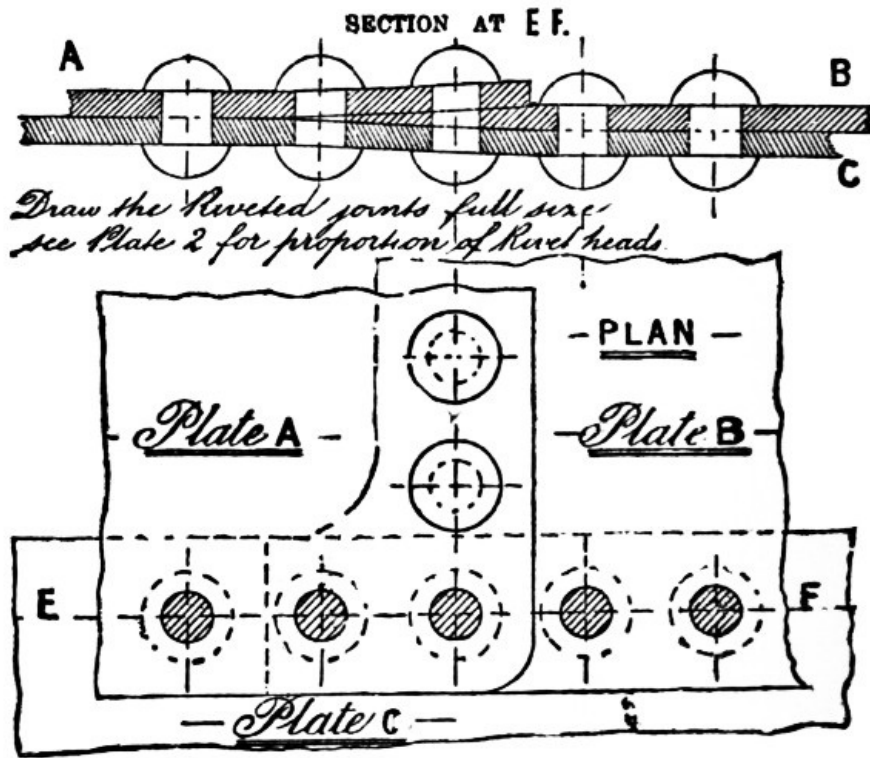 SECTION AT E F.
A
B
C
Draw the Riveted joints full size
see Plate 2 for proportion of Rivet heads.
PLAN
Plate A
Plate B
E
F
Plate C